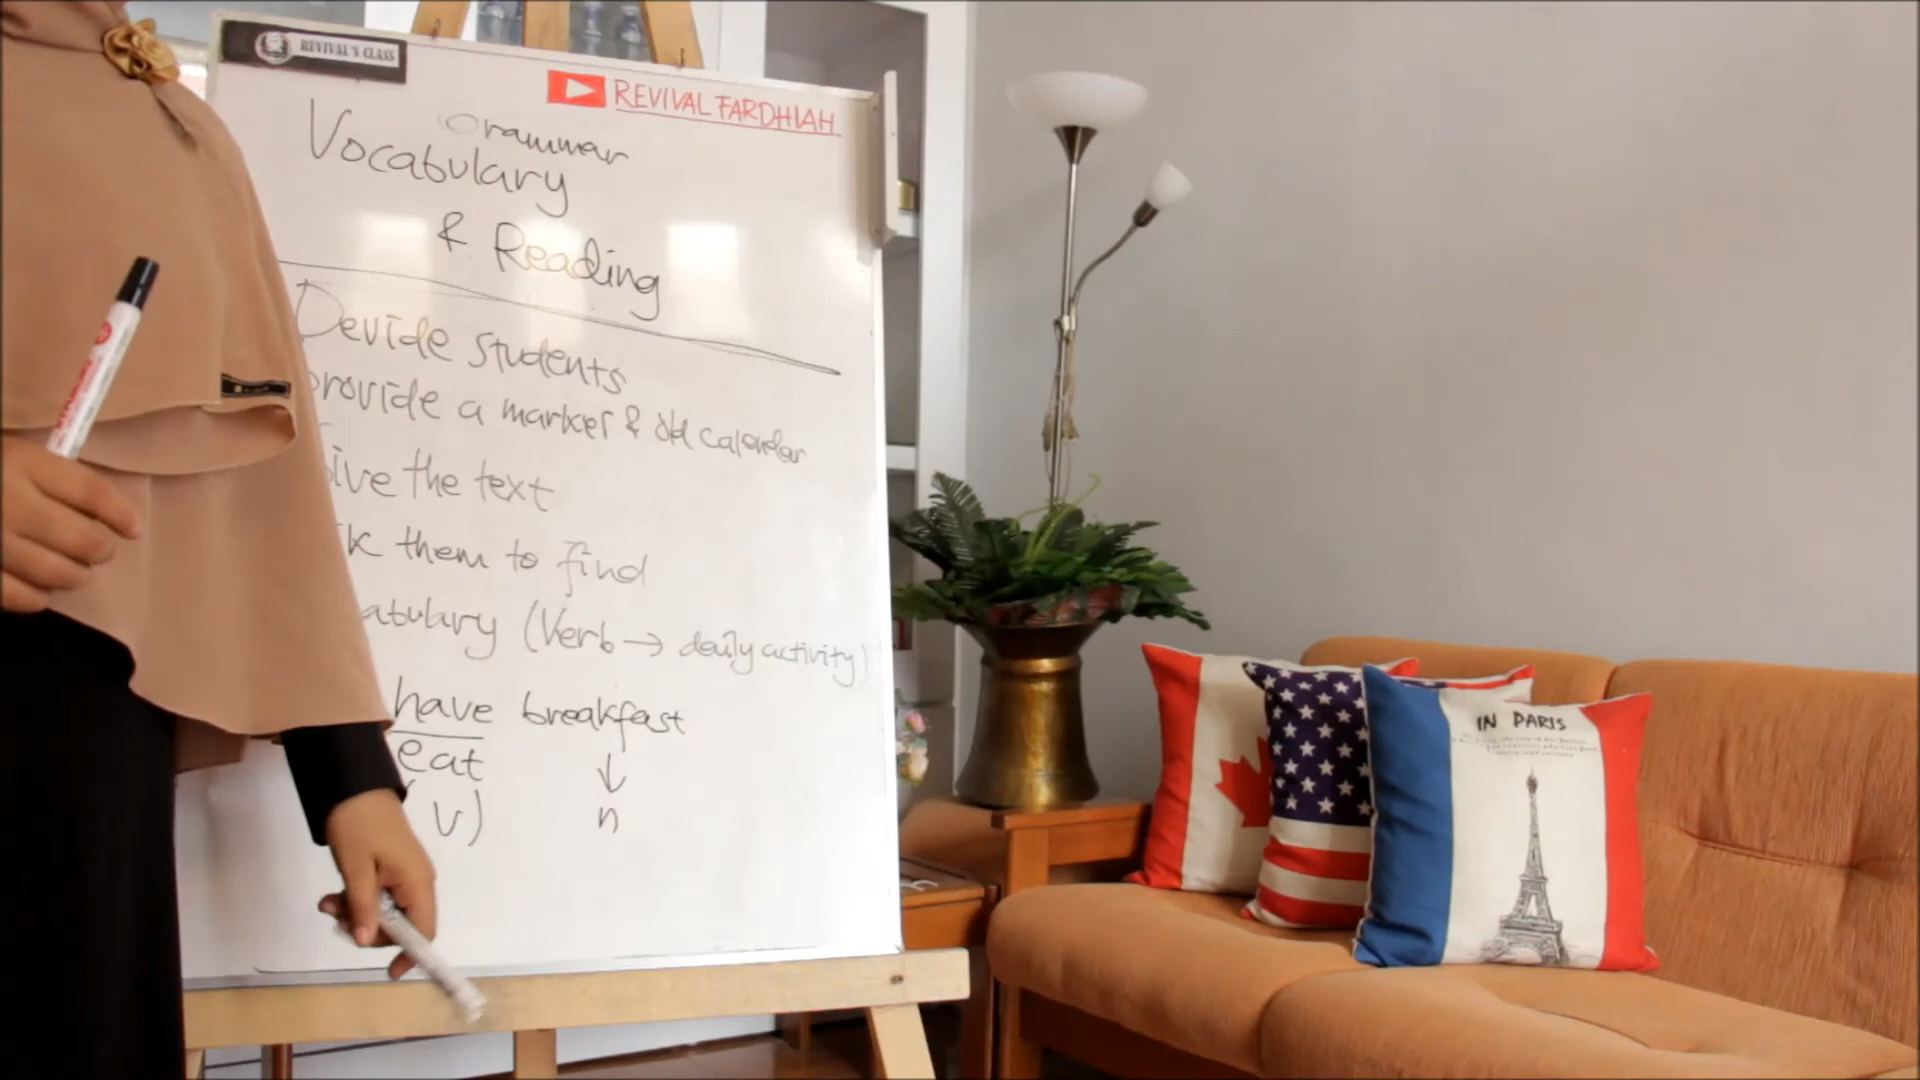 REVIVAL'S CLASS
REVIVAL FARDHIAH
Grammar
Vocabulary
& Reading
Devide students
provide a marker & old calendar
Give the text
k them to find
abulary (Verb → daily activity)
have breakfast
eat ↓
(v) n
IN PARIS